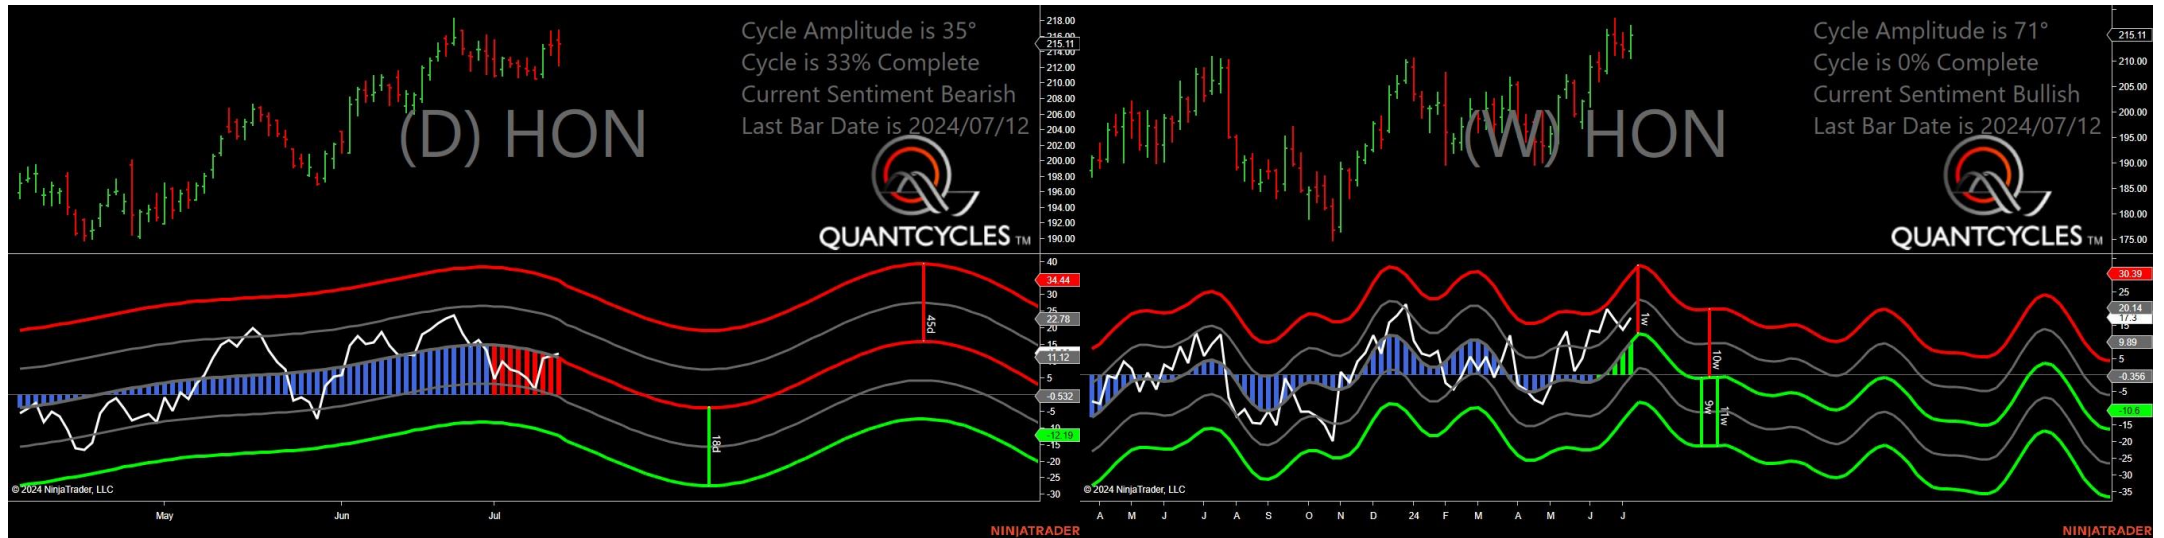 Cycle Amplitude is 35°
Cycle is 33% Complete
Current Sentiment Bearish
Last Bar Date is 2024/07/12
(D) HON
QUANTCYCLES TM
218.00
216.00
215.11
214.00
212.00
210.00
208.00
206.00
204.00
202.00
200.00
198.00
196.00
194.00
192.00
190.00
40
34.44
30
25
22.78
20
15
11.12
5
-0.532
-5
-10
-12.19
-15
-20
-25
-30
45d
18d
© 2024 NinjaTrader, LLC
May
Jun
Jul
NINJATRADER
Cycle Amplitude is 71°
Cycle is 0% Complete
Current Sentiment Bullish
Last Bar Date is 2024/07/12
(W) HON
QUANTCYCLES TM
215.11
210.00
205.00
200.00
195.00
190.00
185.00
180.00
175.00
30.39
25
20.14
17.3
15
9.89
5
-0.356
-5
-10.6
-15
-20
-25
-30
-35
1w
10w
9w
11w
© 2024 NinjaTrader, LLC
A M J J A S O N D 24 F M A M J J
NINJATRADER